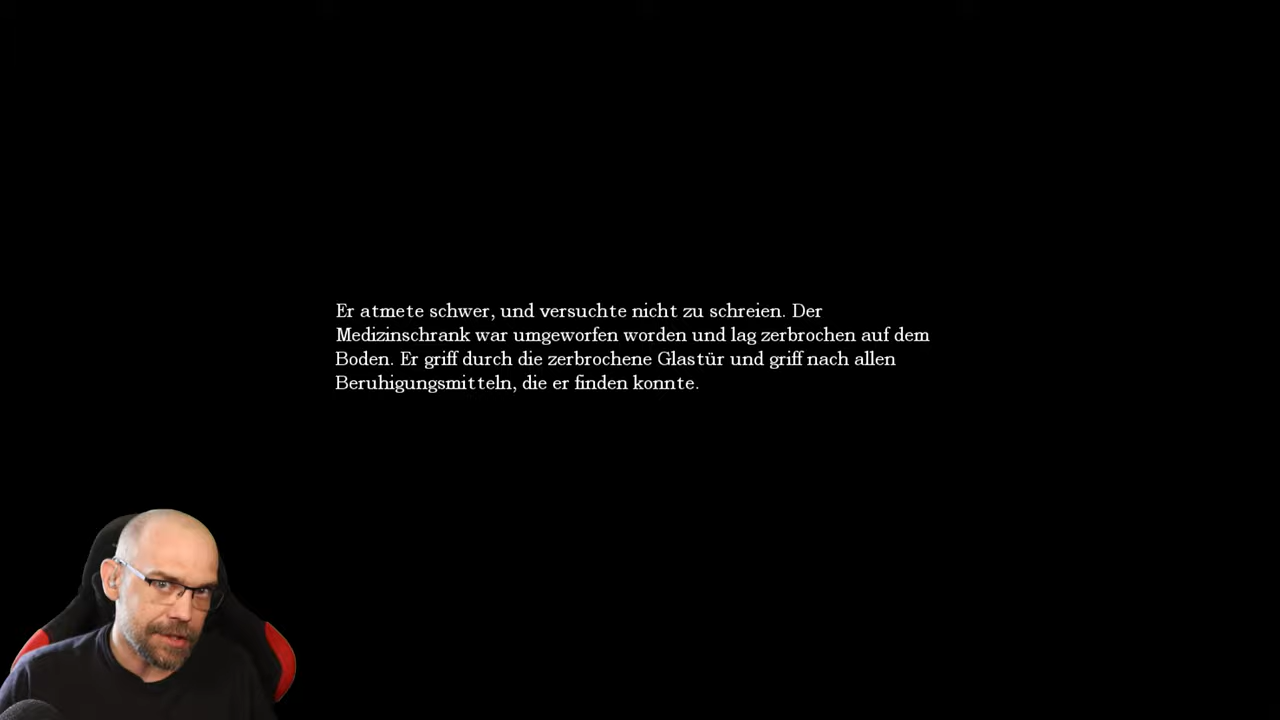 Er atmete schwer, und versuchte nicht zu schreien. Der
Medizinschrank war umgeworfen worden und lag zerbrochen auf dem
Boden. Er griff durch die zerbrochene Glastür und griff nach allen
Beruhigungsmitteln, die er finden konnte.